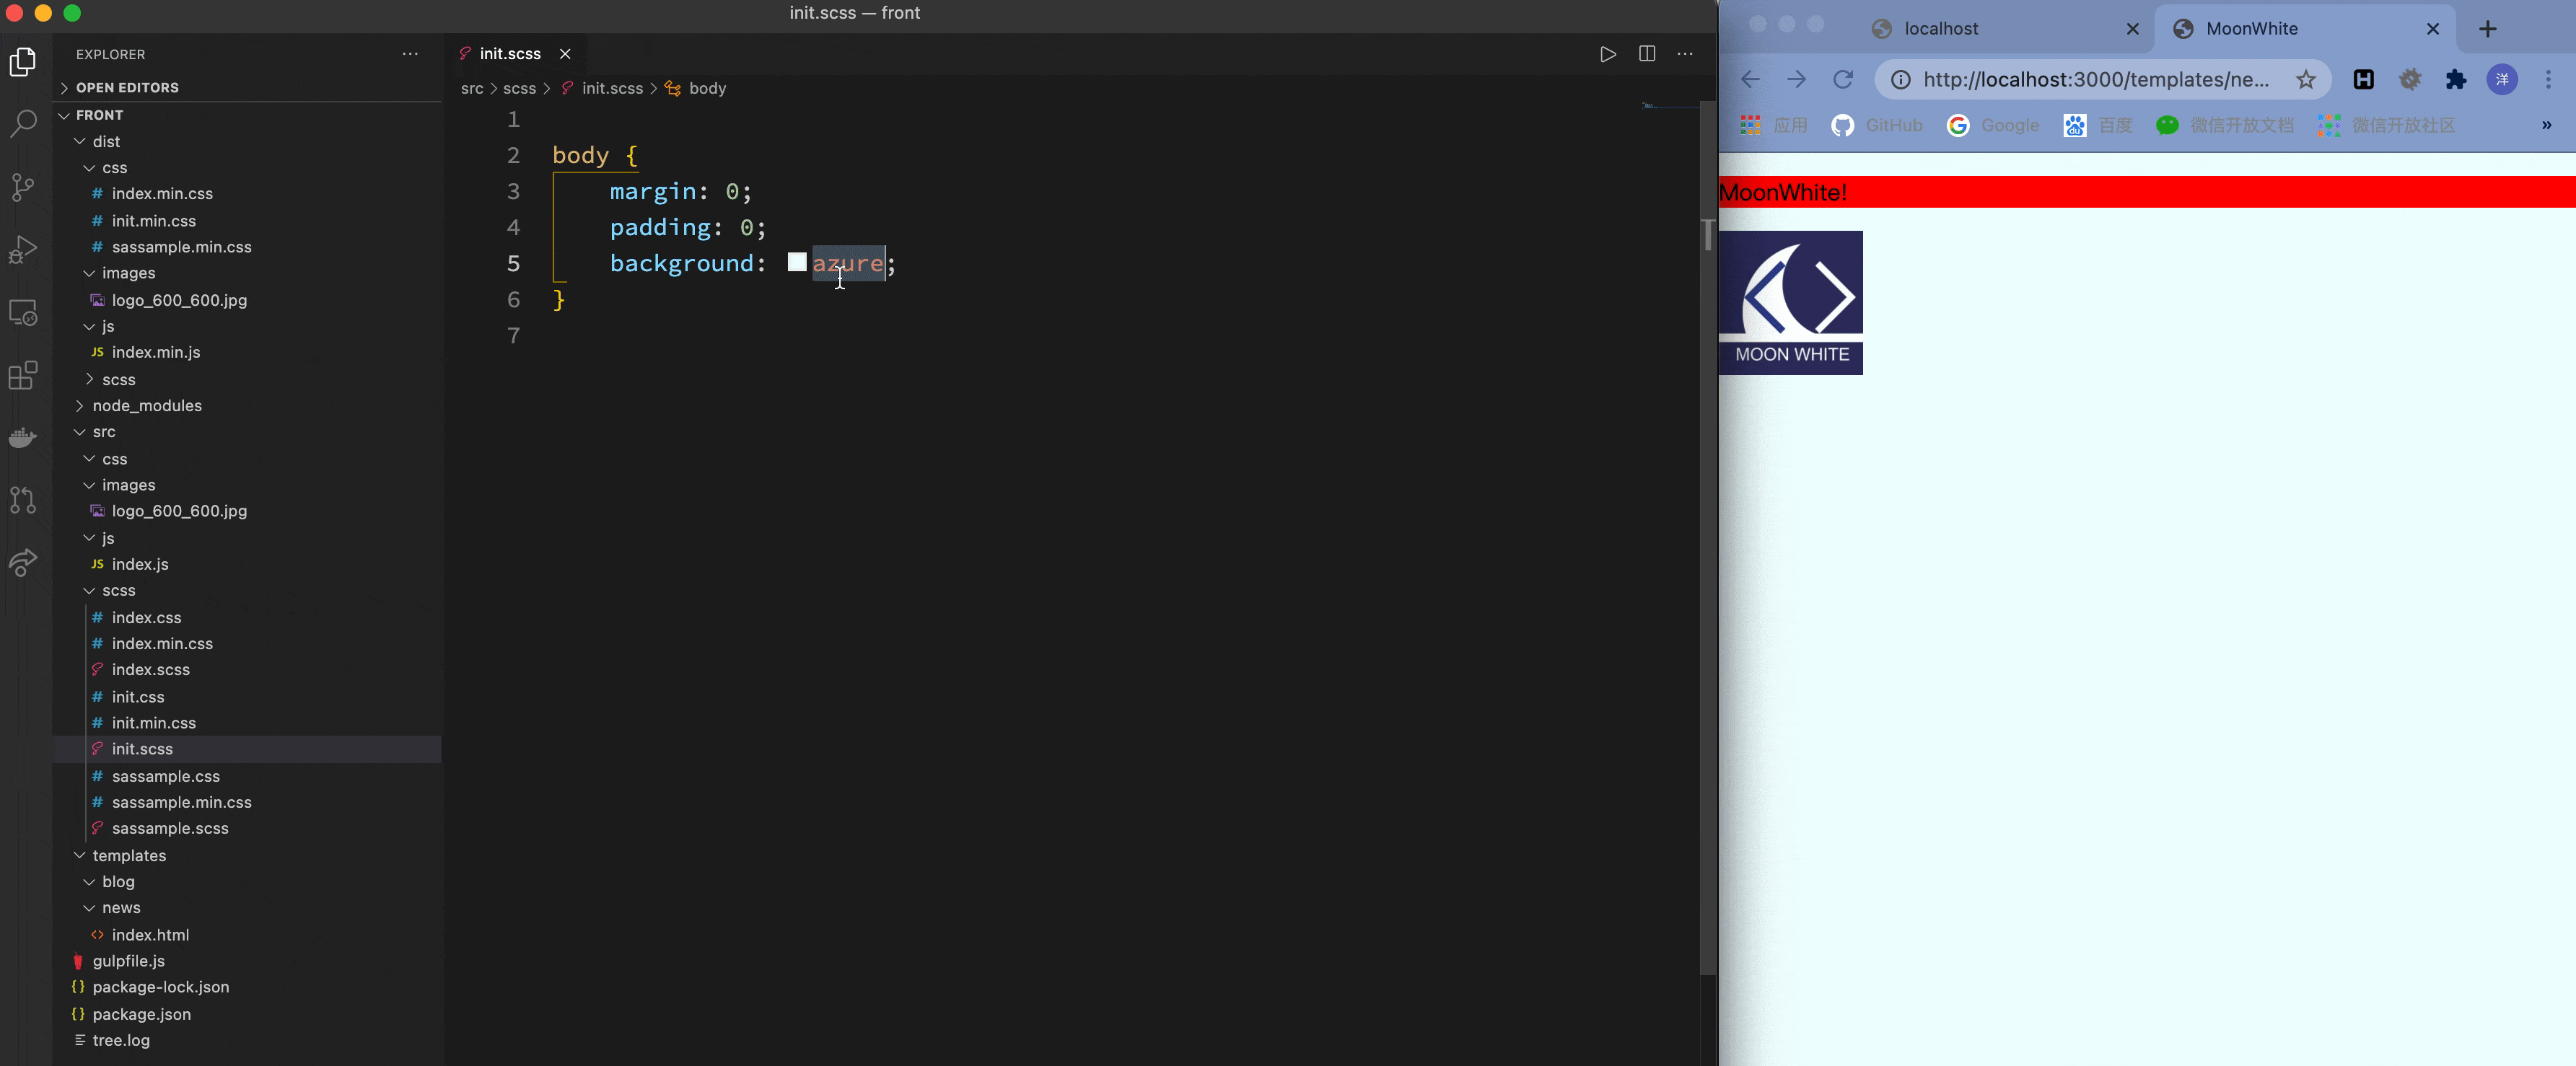 init.scss — front
EXPLORER
OPEN EDITORS
FRONT
dist
css
index.min.css
init.min.css
sassample.min.css
images
logo_600_600.jpg
js
JS index.min.js
scss
node_modules
src
css
images
logo_600_600.jpg
js
JS index.js
scss
index.css
index.min.css
index.scss
init.css
init.min.css
init.scss
sassample.css
sassample.min.css
sassample.scss
templates
blog
news
index.html
gulpfile.js
package-lock.json
package.json
tree.log
init.scss
src > scss > init.scss > body
1
2 body {
3 margin: 0;
4 padding: 0;
5 background: azure;
6 }
7
localhost
MoonWhite
http://localhost:3000/templates/ne...
洋
应用
GitHub
Google
百度
微信开放文档
微信开放社区
»
MoonWhite!
MOON WHITE